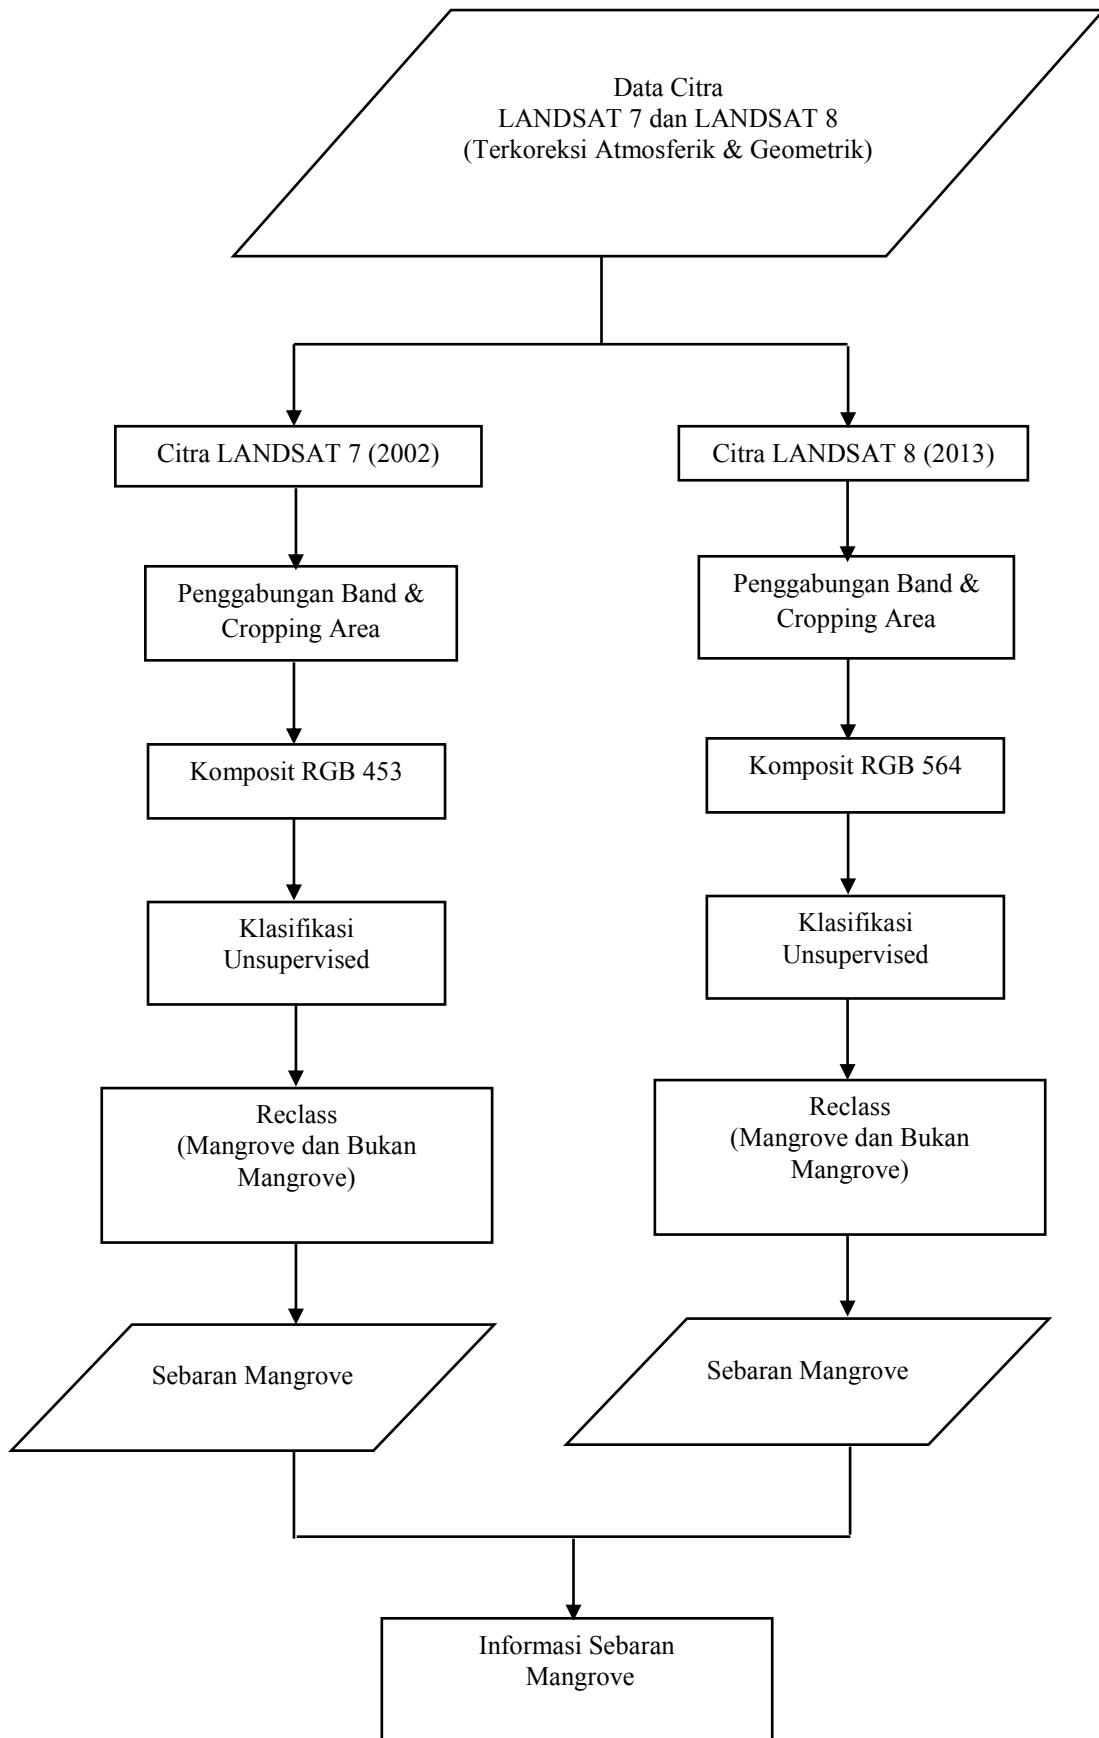 Data Citra
LANDSAT 7 dan LANDSAT 8
(Terkoreksi Atmosferik & Geometrik)
Citra LANDSAT 7 (2002)
Penggabungan Band &
Cropping Area
Komposit RGB 453
Klasifikasi
Unsupervised
Reclass
(Mangrove dan Bukan
Mangrove)
Sebaran Mangrove
Citra LANDSAT 8 (2013)
Penggabungan Band &
Cropping Area
Komposit RGB 564
Klasifikasi
Unsupervised
Reclass
(Mangrove dan Bukan
Mangrove)
Sebaran Mangrove
Informasi Sebaran
Mangrove